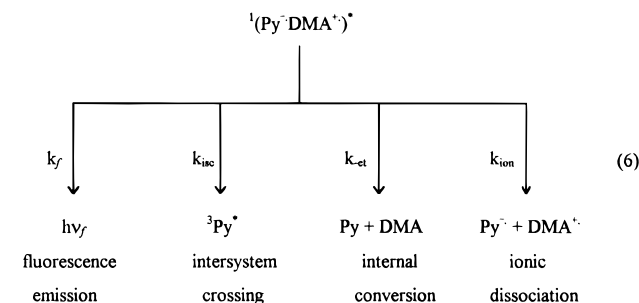 ¹(Py⁻·DMA⁺·)*
k_f k_isc k_-et k_ion (6)
hν_f ³Py* Py + DMA Py⁻· + DMA⁺·
fluorescence intersystem internal ionic
emission crossing conversion dissociation